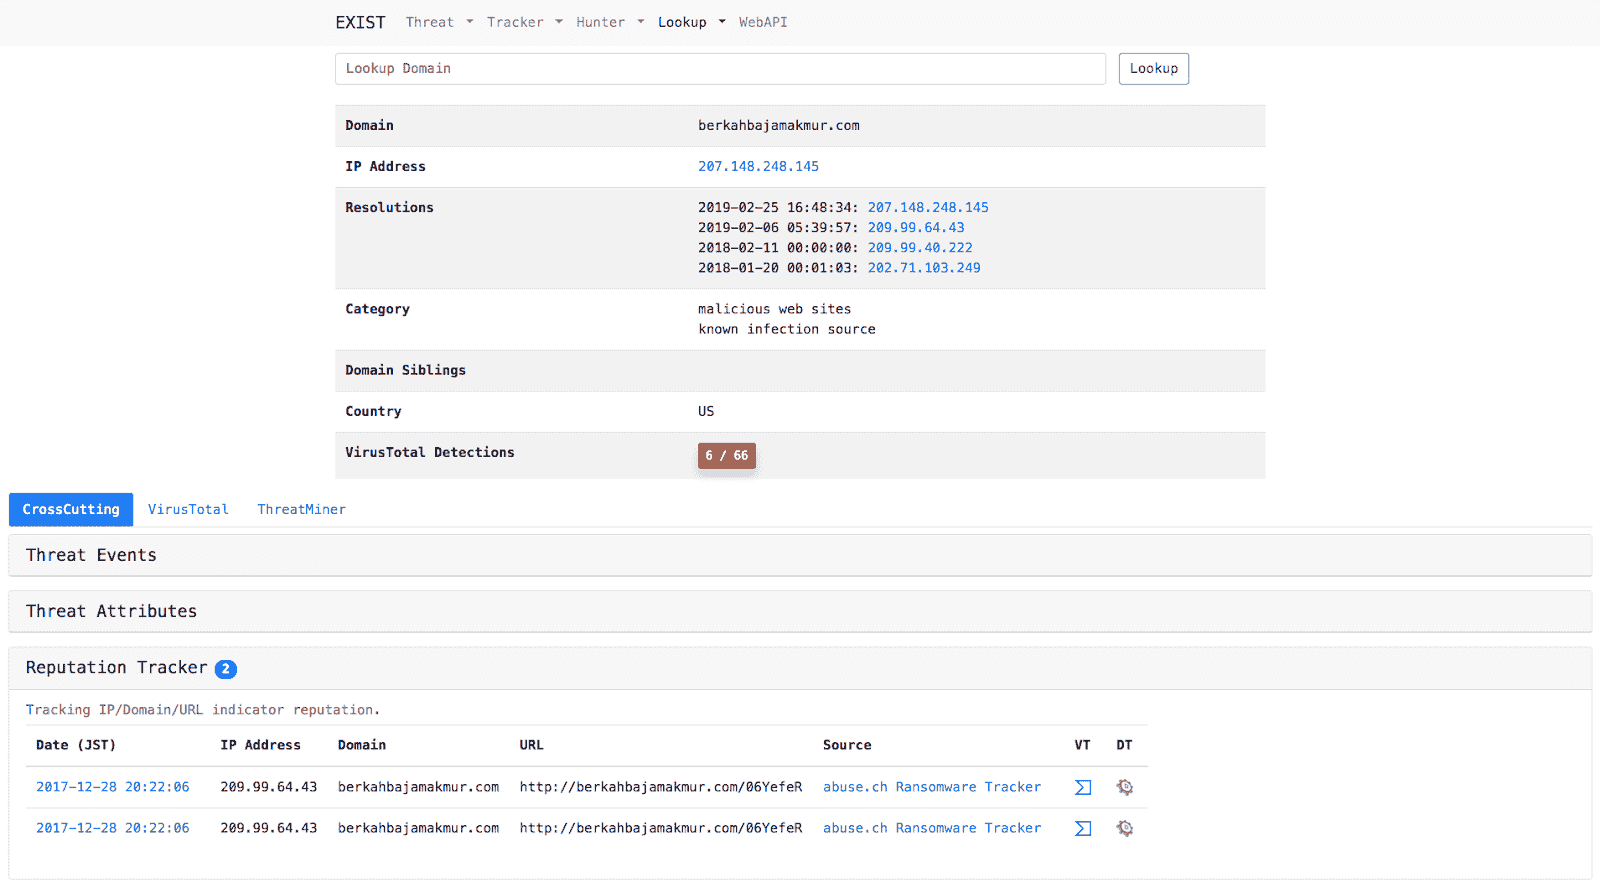 EXIST Threat Tracker Hunter Lookup WebAPI
Lookup Domain Lookup
Domain berkahbajamakmur.com
IP Address 207.148.248.145
Resolutions 2019-02-25 16:48:34: 207.148.248.145
2019-02-06 05:39:57: 209.99.64.43
2018-02-11 00:00:00: 209.99.40.222
2018-01-20 00:01:03: 202.71.103.249
Category malicious web sites
known infection source
Domain Siblings
Country US
VirusTotal Detections 6 / 66
CrossCutting VirusTotal ThreatMiner
Threat Events
Threat Attributes
Reputation Tracker 2
Tracking IP/Domain/URL indicator reputation.
Date (JST) IP Address Domain URL Source VT DT
2017-12-28 20:22:06 209.99.64.43 berkahbajamakmur.com http://berkahbajamakmur.com/06YefeR abuse.ch Ransomware Tracker
2017-12-28 20:22:06 209.99.64.43 berkahbajamakmur.com http://berkahbajamakmur.com/06YefeR abuse.ch Ransomware Tracker